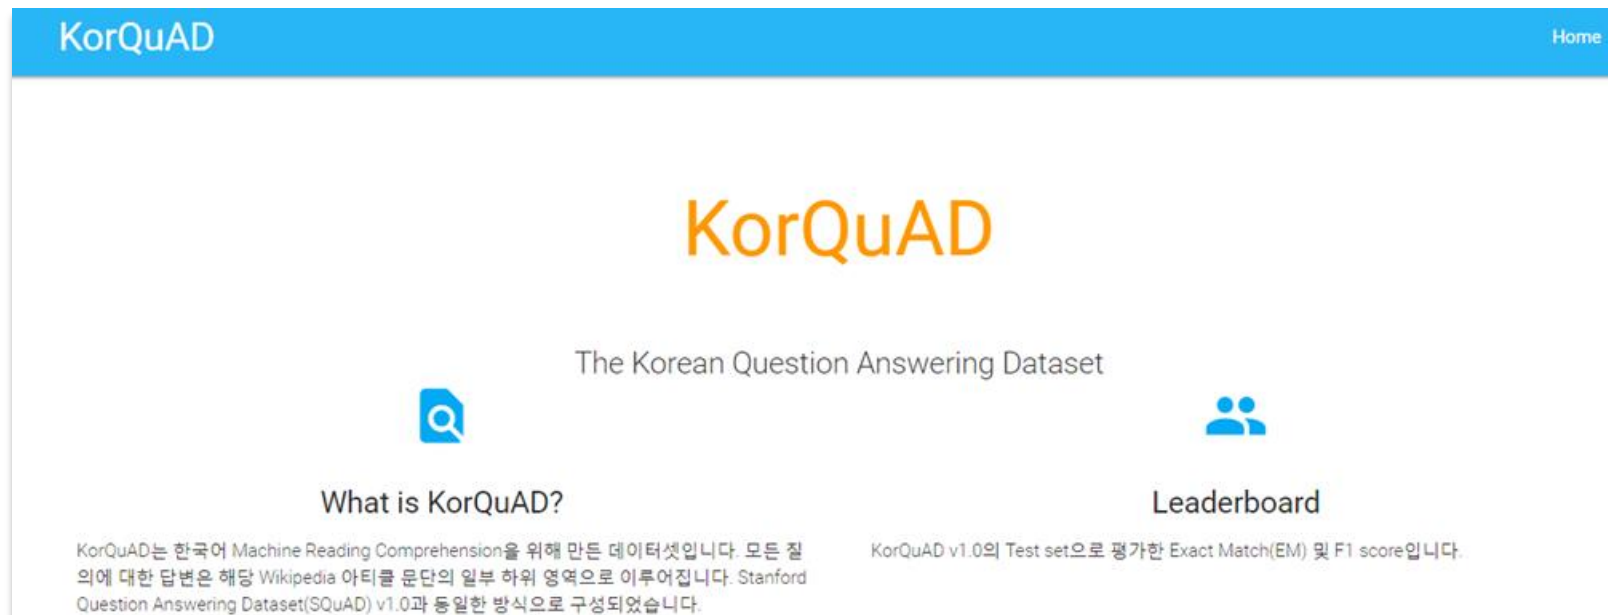 KorQuAD
Home
KorQuAD
The Korean Question Answering Dataset
What is KorQuAD?
KorQuAD는 한국어 Machine Reading Comprehension을 위해 만든 데이터셋입니다. 모든 질
의에 대한 답변은 해당 Wikipedia 아티클 문단의 일부 하위 영역으로 이루어집니다. Stanford
Question Answering Dataset(SQuAD) v1.0과 동일한 방식으로 구성되었습니다.
Leaderboard
KorQuAD v1.0의 Test set으로 평가한 Exact Match(EM) 및 F1 score입니다.